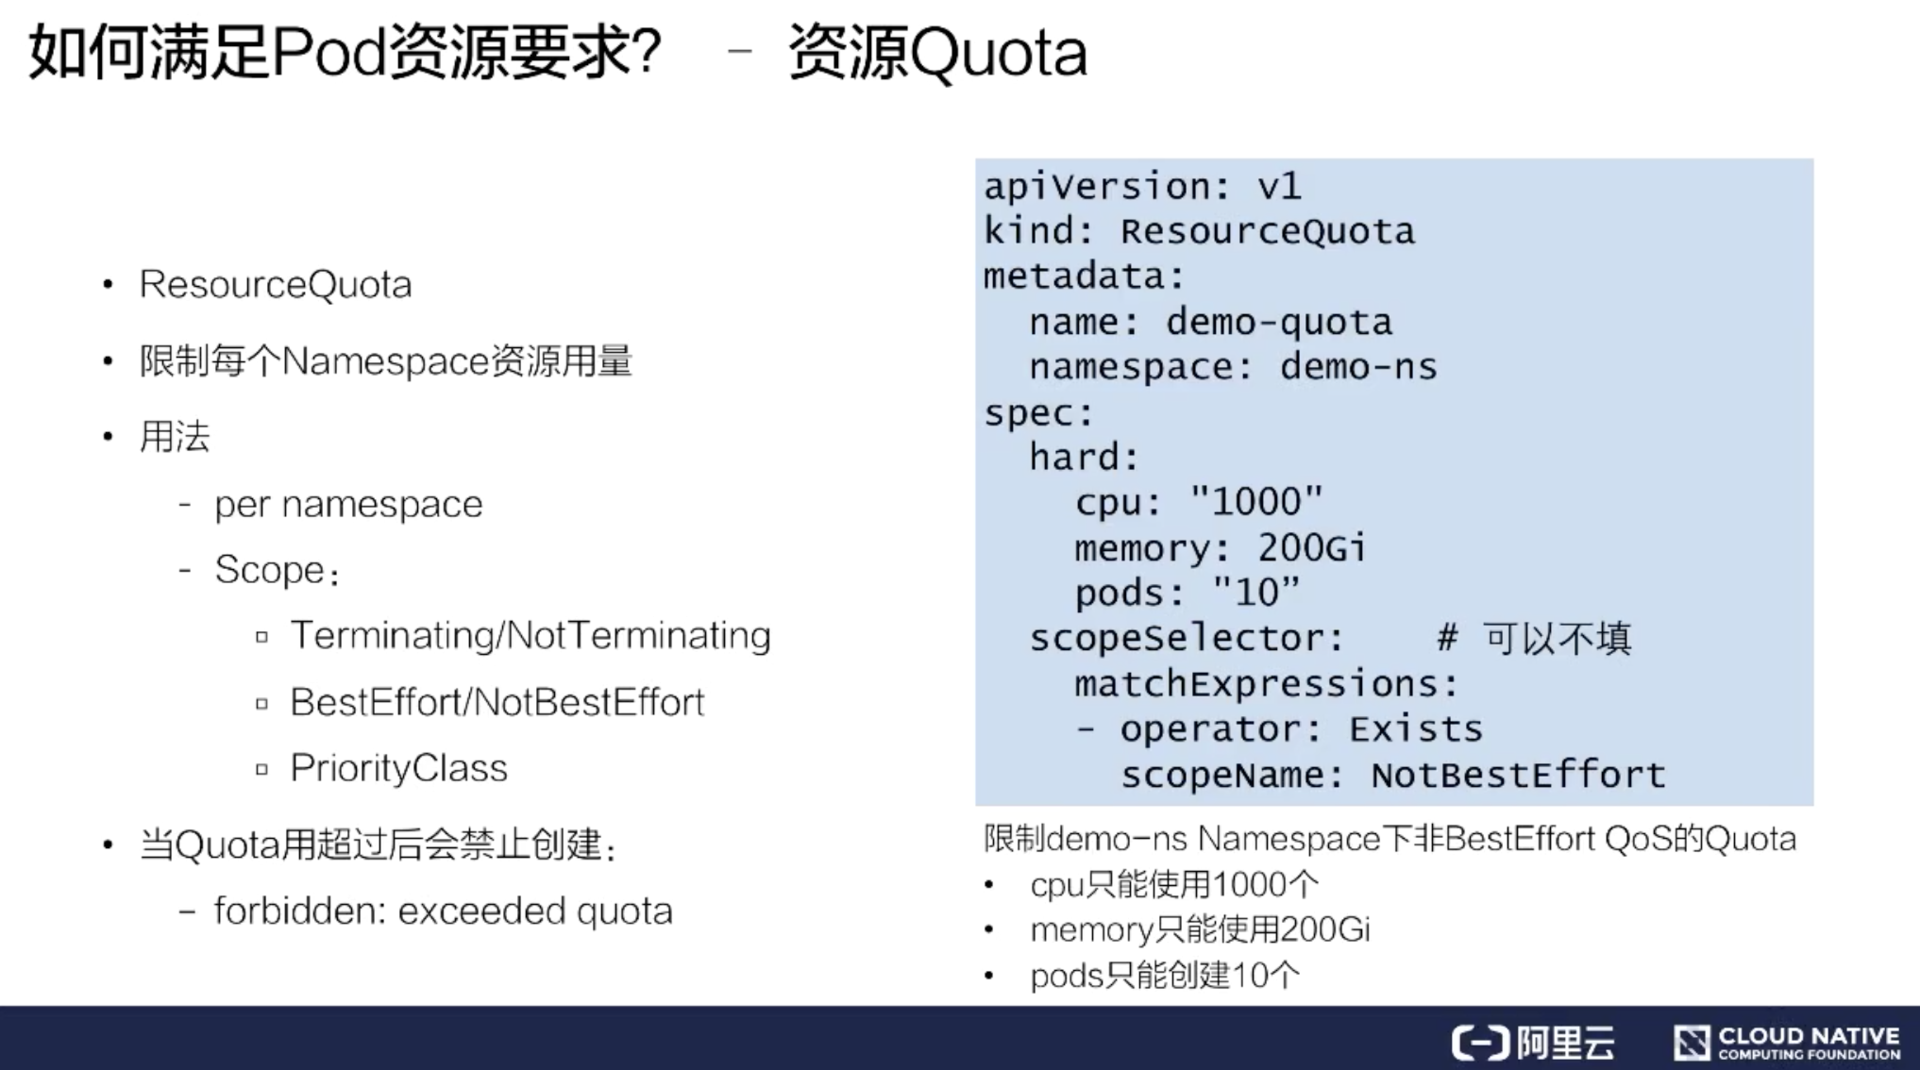 如何满足Pod资源要求? - 资源Quota
• ResourceQuota
• 限制每个Namespace资源用量
• 用法
- per namespace
- Scope：
▫ Terminating/NotTerminating
▫ BestEffort/NotBestEffort
▫ PriorityClass
• 当Quota用超过后会禁止创建：
– forbidden: exceeded quota
apiVersion: v1
kind: ResourceQuota
metadata:
  name: demo-quota
  namespace: demo-ns
spec:
  hard:
    cpu: "1000"
    memory: 200Gi
    pods: "10”
  scopeSelector:    # 可以不填
    matchExpressions:
    - operator: Exists
      scopeName: NotBestEffort
限制demo-ns Namespace下非BestEffort QoS的Quota
• cpu只能使用1000个
• memory只能使用200Gi
• pods只能创建10个
阿里云
CLOUD NATIVE
COMPUTING FOUNDATION